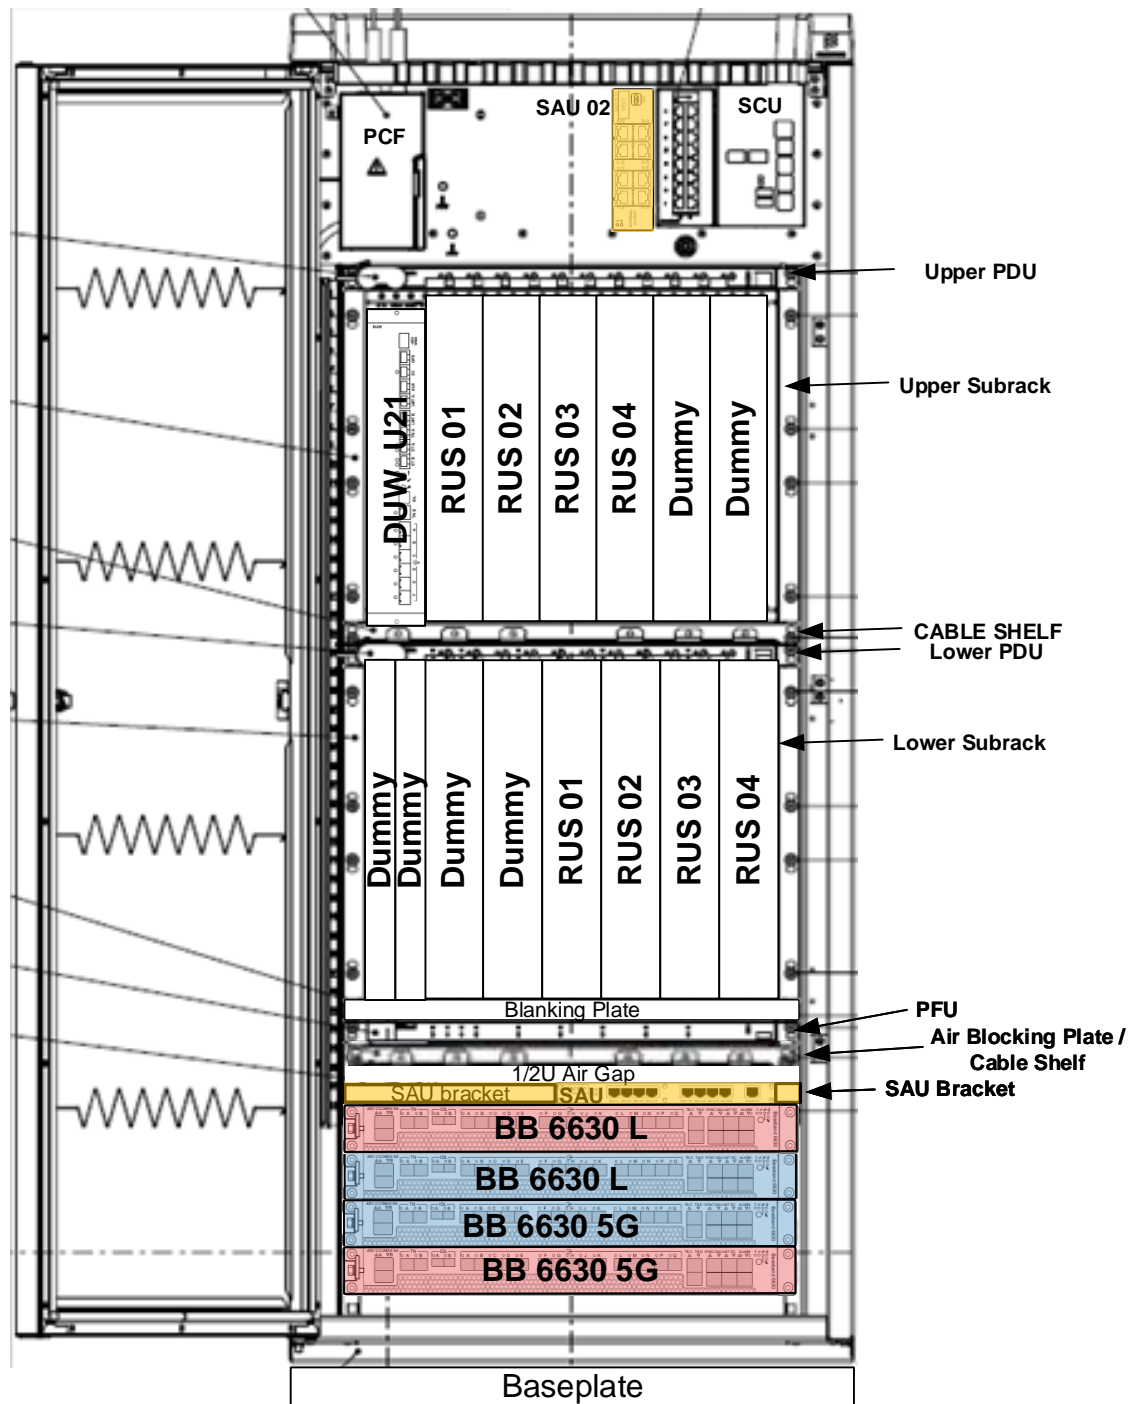 SAU 02
SCU
PCF
Upper PDU
Upper Subrack
DUW U21
RUS 01
RUS 02
RUS 03
RUS 04
Dummy
Dummy
CABLE SHELF
Lower PDU
Lower Subrack
Dummy
Dummy
Dummy
Dummy
RUS 01
RUS 02
RUS 03
RUS 04
Blanking Plate
PFU
Air Blocking Plate /
Cable Shelf
1/2U Air Gap
SAU bracket
SAU
SAU Bracket
BB 6630 L
BB 6630 L
BB 6630 5G
BB 6630 5G
Baseplate